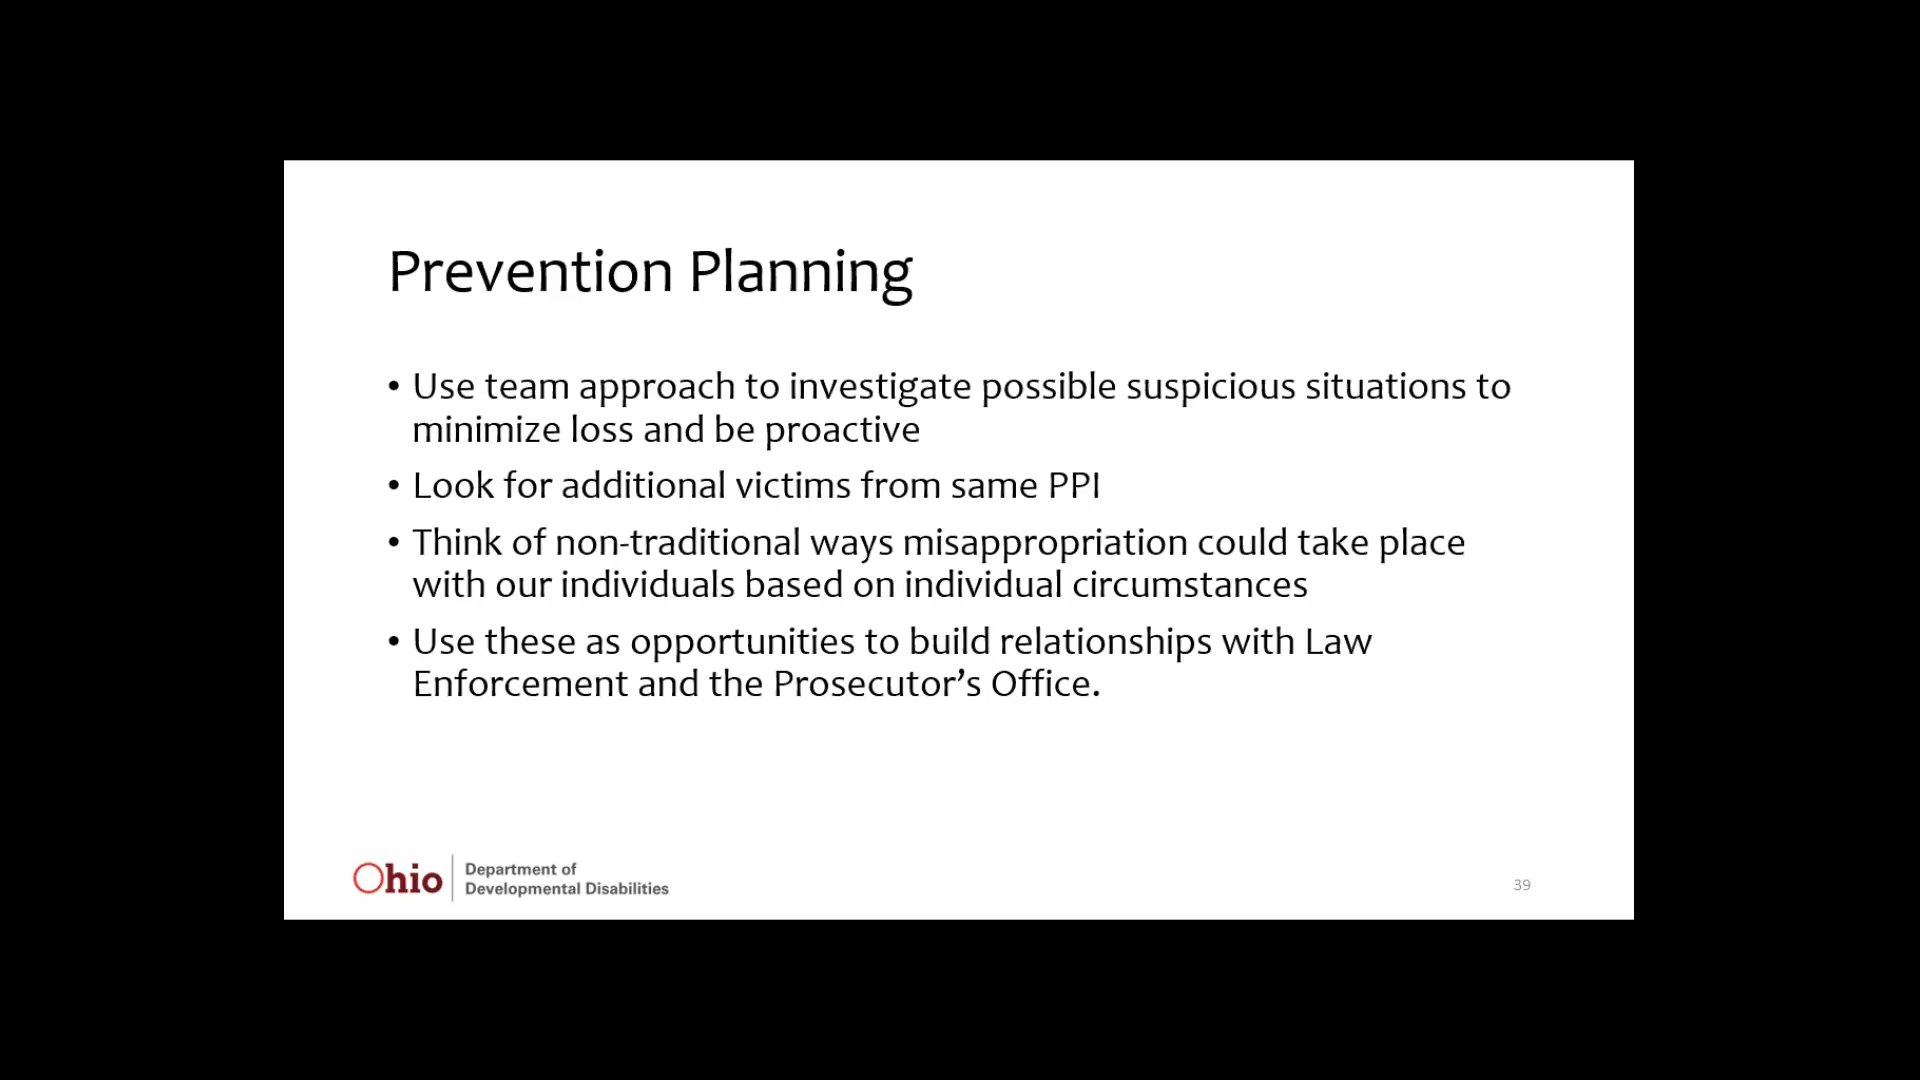 Prevention Planning
• Use team approach to investigate possible suspicious situations to
minimize loss and be proactive
• Look for additional victims from same PPI
• Think of non-traditional ways misappropriation could take place
with our individuals based on individual circumstances
• Use these as opportunities to build relationships with Law
Enforcement and the Prosecutor’s Office.
Ohio
Department of
Developmental Disabilities
39